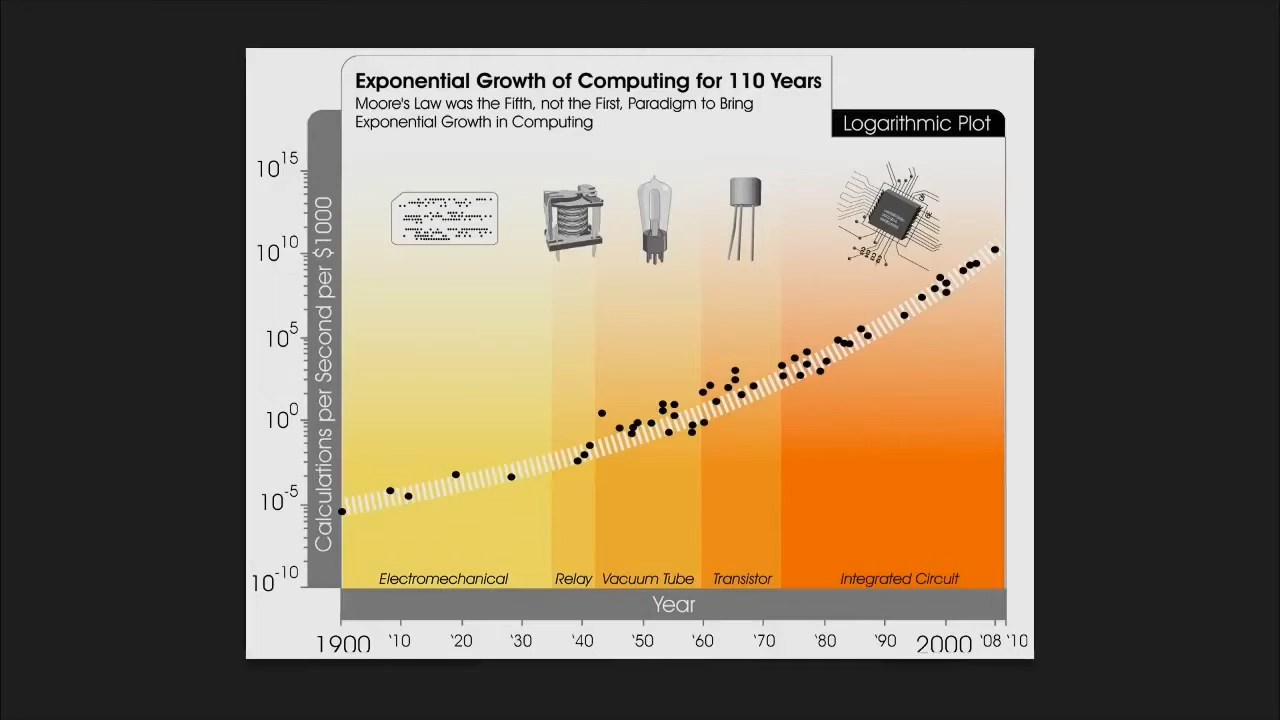 Exponential Growth of Computing for 110 Years
Moore's Law was the Fifth, not the First, Paradigm to Bring
Exponential Growth in Computing
Logarithmic Plot
Calculations per Second per $1000
10^15
10^10
10^5
10^0
10^-5
10^-10
Electromechanical Relay Vacuum Tube Transistor Integrated Circuit
Year
1900 '10 '20 '30 '40 '50 '60 '70 '80 '90 2000 '08 '10